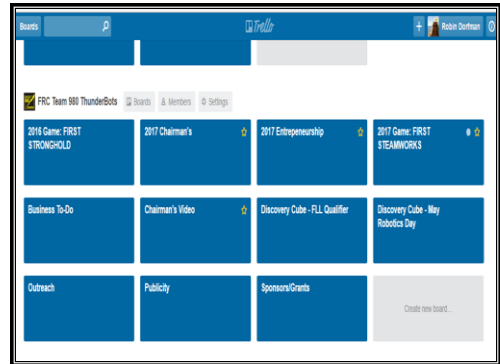 Boards
Trello
+ Robin Dortman
FRC Team 980 ThunderBots Boards Members Settings
2016 Game: FIRST
STRONGHOLD
2017 Chairman's
2017 Entrepeneurship
2017 Game: FIRST
STEAMWORKS
Business To-Do
Chairman's Video
Discovery Cube - FLL Qualifier
Discovery Cube - May
Robotics Day
Outreach
Publicity
Sponsors/Grants
Create new board...